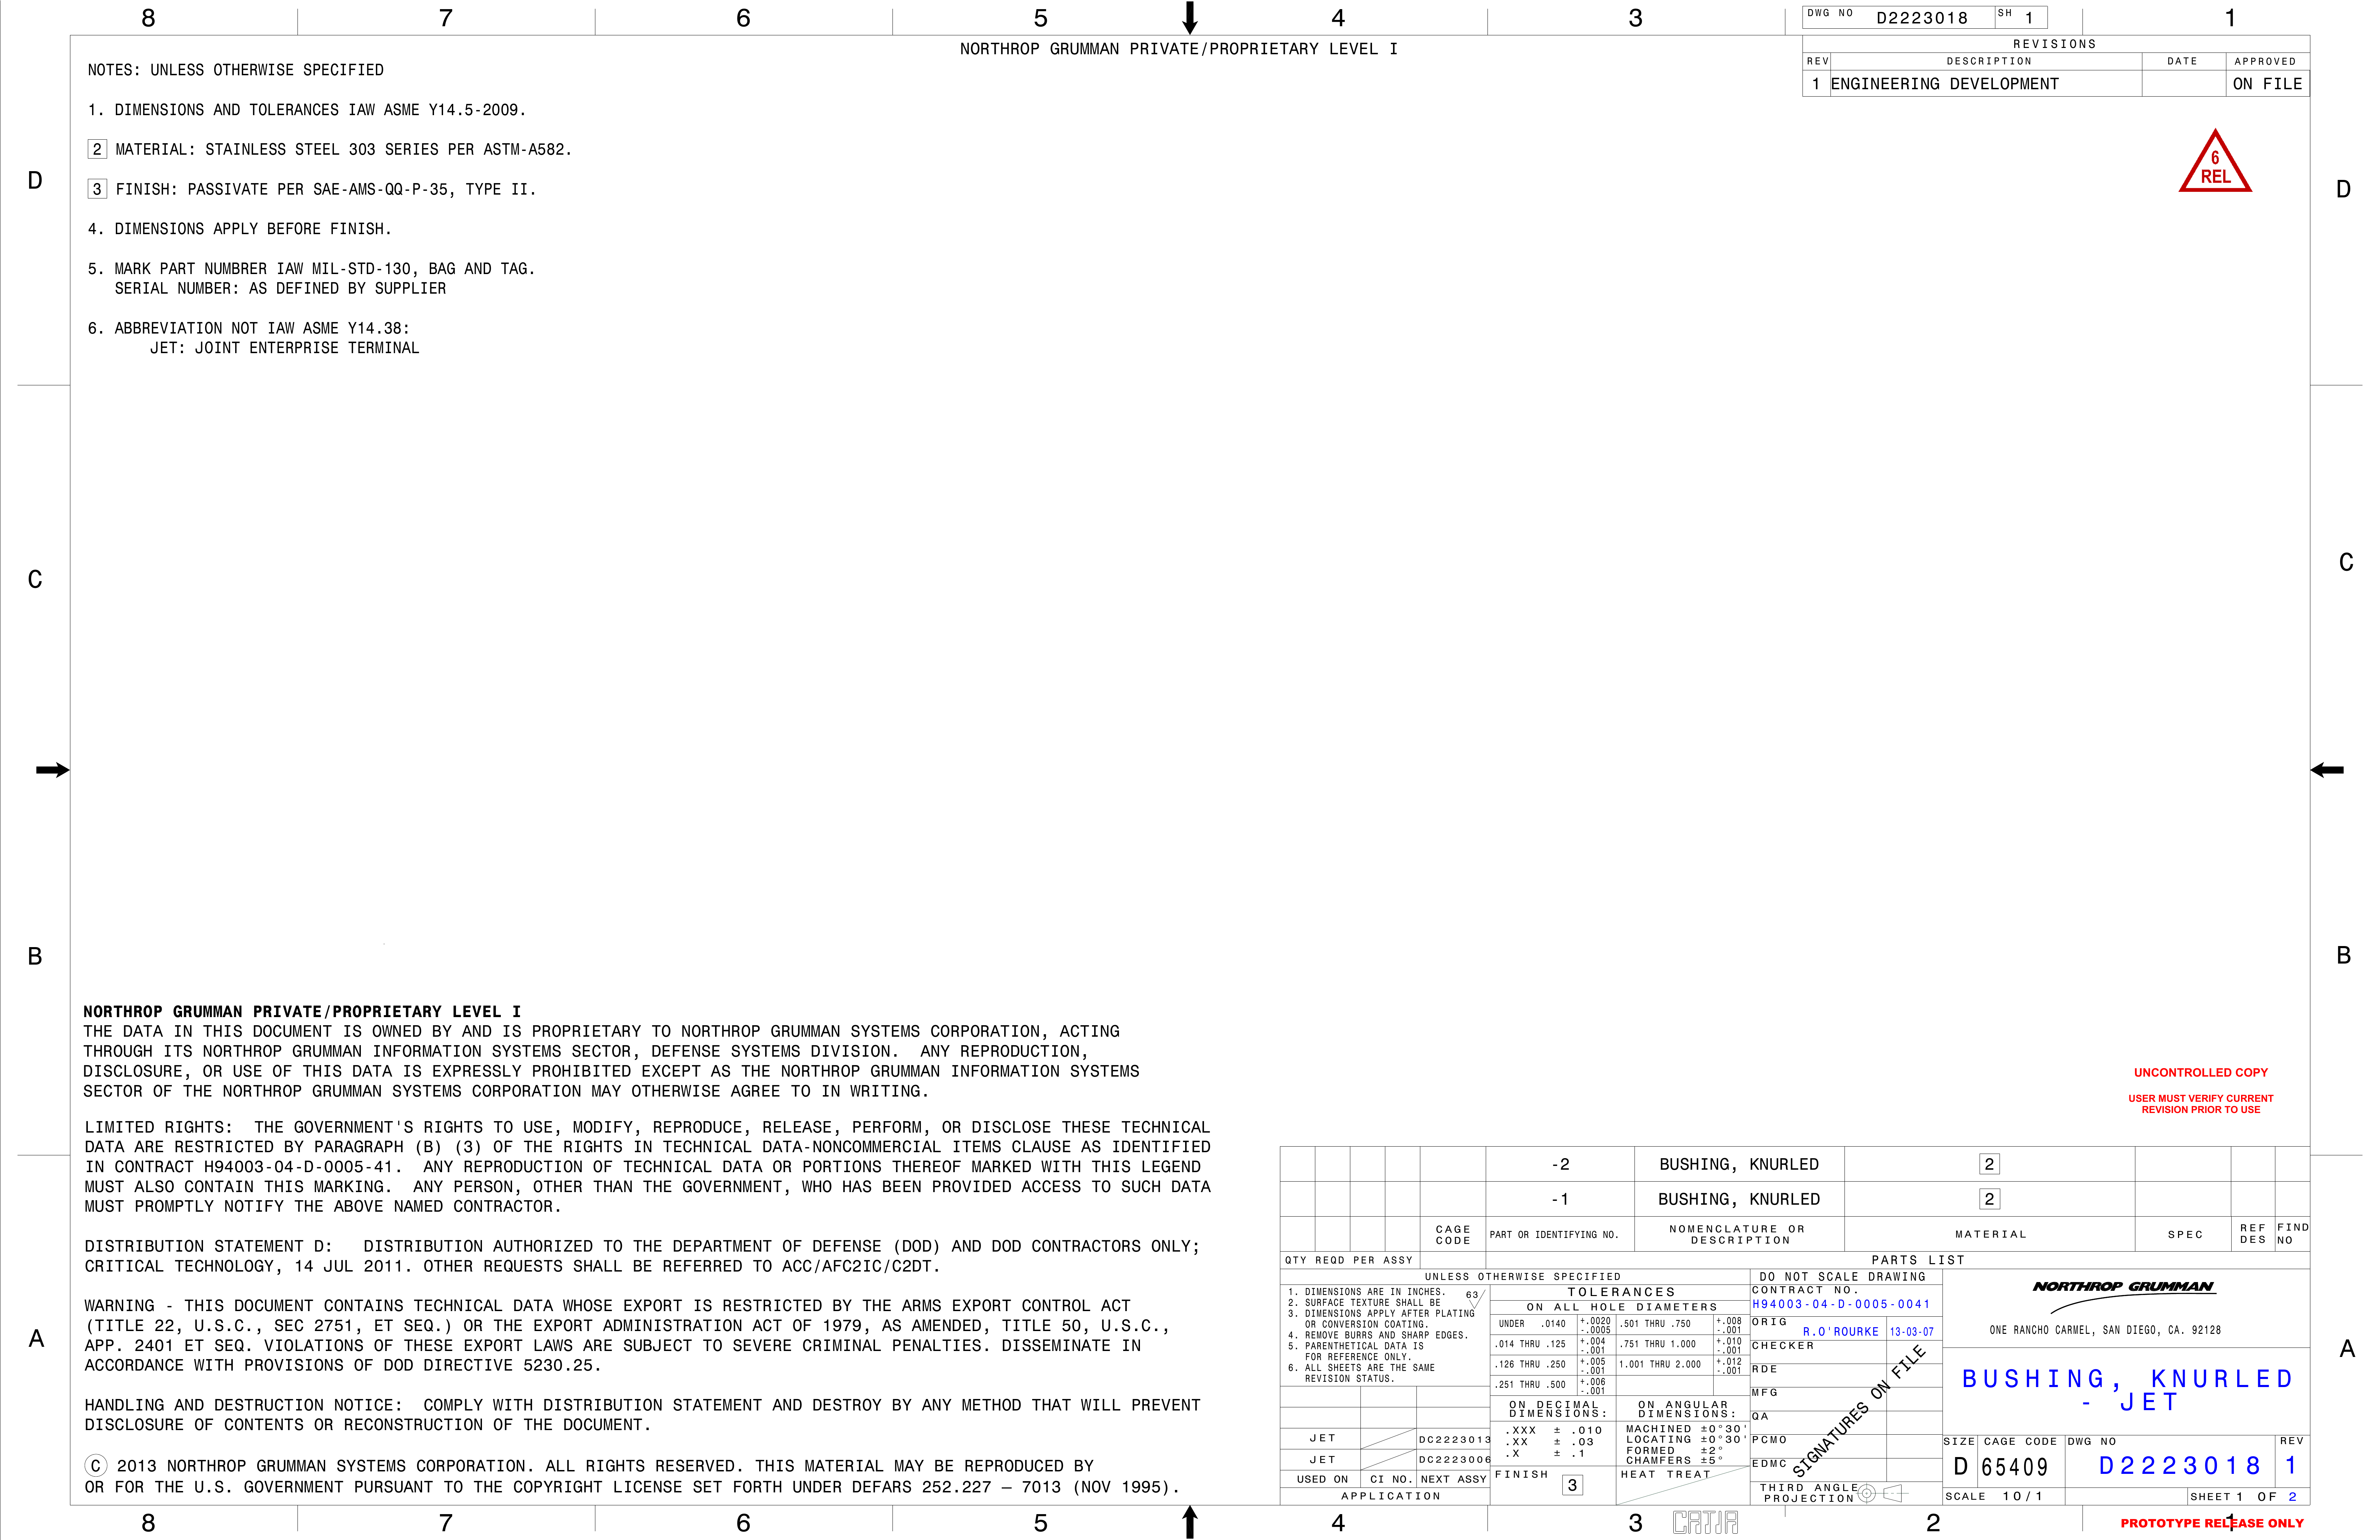 8 7 6 5 4 3 1
DWG NO D2223018 SH 1
NORTHROP GRUMMAN PRIVATE/PROPRIETARY LEVEL I
REVISIONS
REV DESCRIPTION DATE APPROVED
1 ENGINEERING DEVELOPMENT ON FILE
6
REL
NOTES: UNLESS OTHERWISE SPECIFIED
1. DIMENSIONS AND TOLERANCES IAW ASME Y14.5-2009.
2 MATERIAL: STAINLESS STEEL 303 SERIES PER ASTM-A582.
3 FINISH: PASSIVATE PER SAE-AMS-QQ-P-35, TYPE II.
4. DIMENSIONS APPLY BEFORE FINISH.
5. MARK PART NUMBRER IAW MIL-STD-130, BAG AND TAG.
SERIAL NUMBER: AS DEFINED BY SUPPLIER
6. ABBREVIATION NOT IAW ASME Y14.38:
JET: JOINT ENTERPRISE TERMINAL
D D
C C
B B
A A
NORTHROP GRUMMAN PRIVATE/PROPRIETARY LEVEL I
THE DATA IN THIS DOCUMENT IS OWNED BY AND IS PROPRIETARY TO NORTHROP GRUMMAN SYSTEMS CORPORATION, ACTING
THROUGH ITS NORTHROP GRUMMAN INFORMATION SYSTEMS SECTOR, DEFENSE SYSTEMS DIVISION. ANY REPRODUCTION,
DISCLOSURE, OR USE OF THIS DATA IS EXPRESSLY PROHIBITED EXCEPT AS THE NORTHROP GRUMMAN INFORMATION SYSTEMS
SECTOR OF THE NORTHROP GRUMMAN SYSTEMS CORPORATION MAY OTHERWISE AGREE TO IN WRITING.
LIMITED RIGHTS: THE GOVERNMENT'S RIGHTS TO USE, MODIFY, REPRODUCE, RELEASE, PERFORM, OR DISCLOSE THESE TECHNICAL
DATA ARE RESTRICTED BY PARAGRAPH (B) (3) OF THE RIGHTS IN TECHNICAL DATA-NONCOMMERCIAL ITEMS CLAUSE AS IDENTIFIED
IN CONTRACT H94003-04-D-0005-41. ANY REPRODUCTION OF TECHNICAL DATA OR PORTIONS THEREOF MARKED WITH THIS LEGEND
MUST ALSO CONTAIN THIS MARKING. ANY PERSON, OTHER THAN THE GOVERNMENT, WHO HAS BEEN PROVIDED ACCESS TO SUCH DATA
MUST PROMPTLY NOTIFY THE ABOVE NAMED CONTRACTOR.
DISTRIBUTION STATEMENT D: DISTRIBUTION AUTHORIZED TO THE DEPARTMENT OF DEFENSE (DOD) AND DOD CONTRACTORS ONLY;
CRITICAL TECHNOLOGY, 14 JUL 2011. OTHER REQUESTS SHALL BE REFERRED TO ACC/AFC2IC/C2DT.
WARNING - THIS DOCUMENT CONTAINS TECHNICAL DATA WHOSE EXPORT IS RESTRICTED BY THE ARMS EXPORT CONTROL ACT
(TITLE 22, U.S.C., SEC 2751, ET SEQ.) OR THE EXPORT ADMINISTRATION ACT OF 1979, AS AMENDED, TITLE 50, U.S.C.,
APP. 2401 ET SEQ. VIOLATIONS OF THESE EXPORT LAWS ARE SUBJECT TO SEVERE CRIMINAL PENALTIES. DISSEMINATE IN
ACCORDANCE WITH PROVISIONS OF DOD DIRECTIVE 5230.25.
HANDLING AND DESTRUCTION NOTICE: COMPLY WITH DISTRIBUTION STATEMENT AND DESTROY BY ANY METHOD THAT WILL PREVENT
DISCLOSURE OF CONTENTS OR RECONSTRUCTION OF THE DOCUMENT.
C 2013 NORTHROP GRUMMAN SYSTEMS CORPORATION. ALL RIGHTS RESERVED. THIS MATERIAL MAY BE REPRODUCED BY
OR FOR THE U.S. GOVERNMENT PURSUANT TO THE COPYRIGHT LICENSE SET FORTH UNDER DEFARS 252.227 – 7013 (NOV 1995).
UNCONTROLLED COPY
USER MUST VERIFY CURRENT
REVISION PRIOR TO USE
-2 BUSHING, KNURLED 2
-1 BUSHING, KNURLED 2
CAGE CODE PART OR IDENTIFYING NO. NOMENCLATURE OR DESCRIPTION MATERIAL SPEC REF DES FIND NO
QTY REQD PER ASSY PARTS LIST
UNLESS OTHERWISE SPECIFIED
1. DIMENSIONS ARE IN INCHES.
2. SURFACE TEXTURE SHALL BE 63
3. DIMENSIONS APPLY AFTER PLATING
OR CONVERSION COATING.
4. REMOVE BURRS AND SHARP EDGES.
5. PARENTHETICAL DATA IS
FOR REFERENCE ONLY.
6. ALL SHEETS ARE THE SAME
REVISION STATUS.
TOLERANCES
ON ALL HOLE DIAMETERS
UNDER .0140 +.0020 -.0005 .501 THRU .750 +.008 -.001
.014 THRU .125 +.004 -.001 .751 THRU 1.000 +.010 -.001
.126 THRU .250 +.005 -.001 1.001 THRU 2.000 +.012 -.001
.251 THRU .500 +.006 -.001
ON DECIMAL DIMENSIONS:
.XXX ± .010
.XX ± .03
.X ± .1
ON ANGULAR DIMENSIONS:
MACHINED ±0°30'
LOCATING ±0°30'
FORMED ±2°
CHAMFERS ±5°
JET DC2223013
JET DC2223006
USED ON CI NO. NEXT ASSY
APPLICATION
FINISH 3
HEAT TREAT
DO NOT SCALE DRAWING
CONTRACT NO.
H94003-04-D-0005-0041
ORIG R.O'ROURKE 13-03-07
CHECKER
RDE
MFG
QA
PCMO
EDMC
SIGNATURES ON FILE
THIRD ANGLE
PROJECTION
NORTHROP GRUMMAN
ONE RANCHO CARMEL, SAN DIEGO, CA. 92128
BUSHING, KNURLED
- JET
SIZE CAGE CODE DWG NO REV
D 65409 D2223018 1
SCALE 10/1 SHEET 1 OF 2
8 7 6 5 4 3 CATIA 2 1
PROTOTYPE RELEASE ONLY